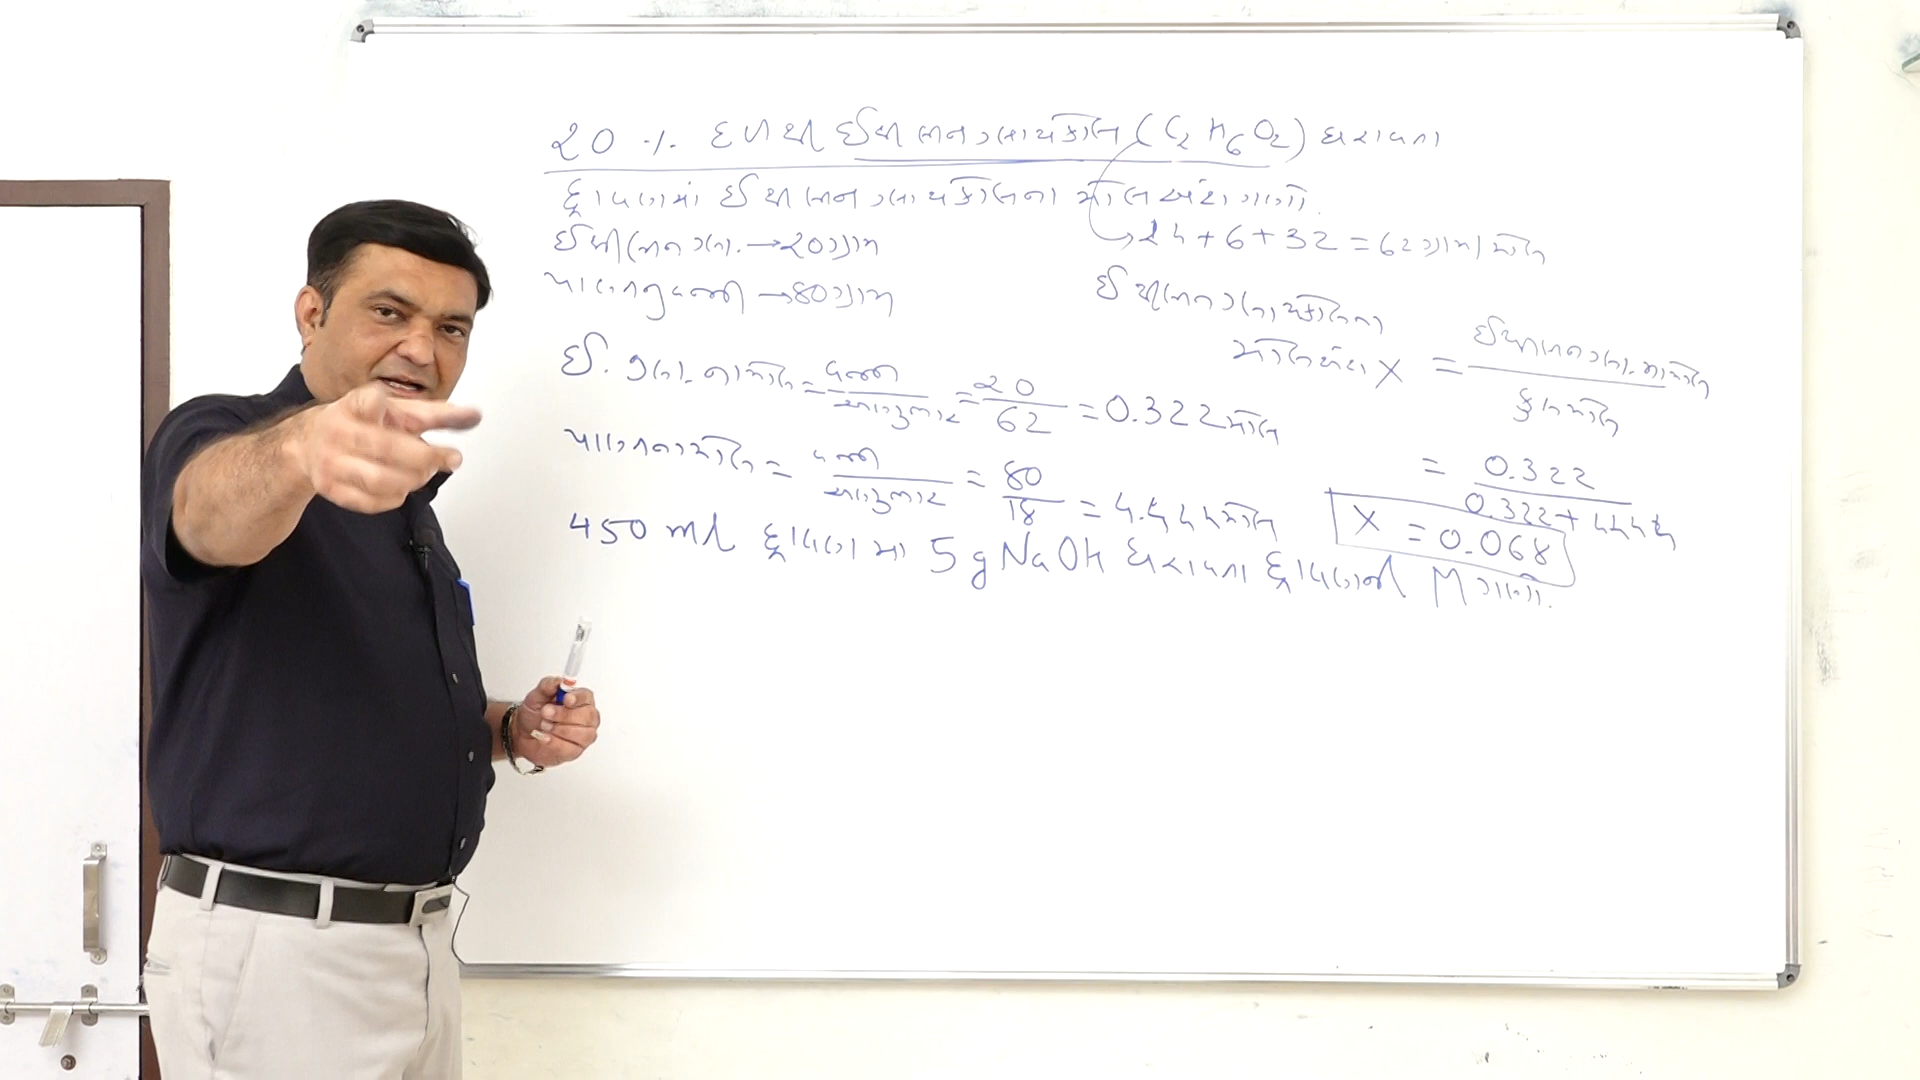 20 % દળથી ઈથીલીન ગ્લાયકોલ (C2H6O2) ધરાવતા
દ્રાવણમાં ઈથીલીન ગ્લાયકોલના મોલઅંશ ગણો.
24 + 6 + 32 = 62 ગ્રામ/મોલ
ઈથીલીન ગ્લા. → 20 ગ્રામ
પાણીનું વજન → 80 ગ્રામ
ઈ. ગ્લા. ના મોલ = વજન / અણુભાર = 20 / 62 = 0.322 મોલ
પાણીના મોલ = વજન / અણુભાર = 80 / 18 = 4.444 મોલ
ઈથીલીન ગ્લાયકોલના
મોલઅંશ X = ઈથીલીન ગ્લા. ના મોલ / કુલ મોલ
= 0.322 / 0.322 + 4.444
X = 0.068
450 ml દ્રાવણમાં 5 g NaOH ધરાવતા દ્રાવણની M ગણો.